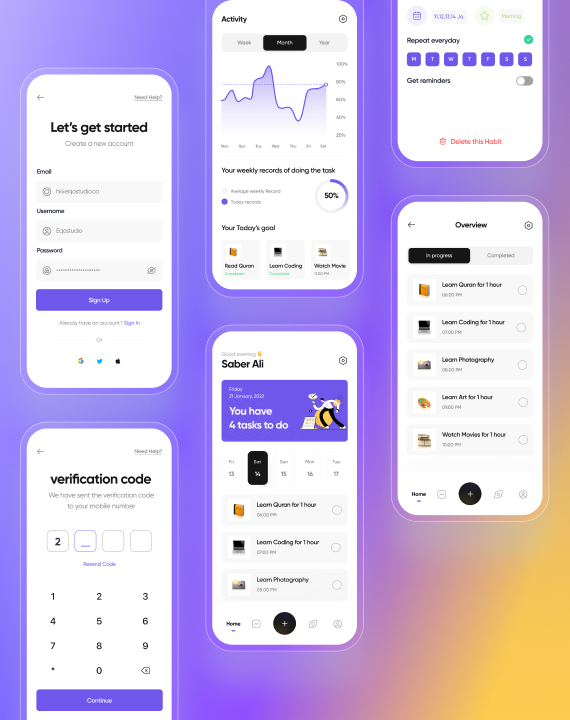 Need Help?
Let's get started
Create a new account
Email
hi@eqostudio.co
Username
Eqostudio
Password
Sign Up
Already have an account? Sign In
Or
Need Help?
verification code
We have sent the verification code
to your mobile number
2
Resend Code
1 2 3
4 5 6
7 8 9
* 0
Continue
Activity
Week Month Year
100%
80%
60%
40%
20%
Mon Sun Tue Wed Thu Fri Sat
Your weekly records of doing the task
Average weekly Record
Today records
50%
Your Today's goal
Read Quran
Completed
Learn Coding
Completed
Watch Movie
11:00 PM
Good evening
Saber Ali
Friday
21 January, 2022
You have
4 tasks to do
Fri Sat Sun Mon Tue
13 14 15 16 17
Learn Quran for 1 hour
06:00 PM
Learn Coding for 1 hour
07:00 PM
Learn Photography
08:00 PM
Home
11,12,13,14 Ja.
Morning
Repeat everyday
M T W T F S S
Get reminders
Delete this Habit
Overview
In progress Completed
Learn Quran for 1 hour
06:00 PM
Learn Coding for 1 hour
07:00 PM
Learn Photography
08:00 PM
Learn Art for 1 hour
09:00 PM
Watch Movies for 1 hour
10:00 PM
Home